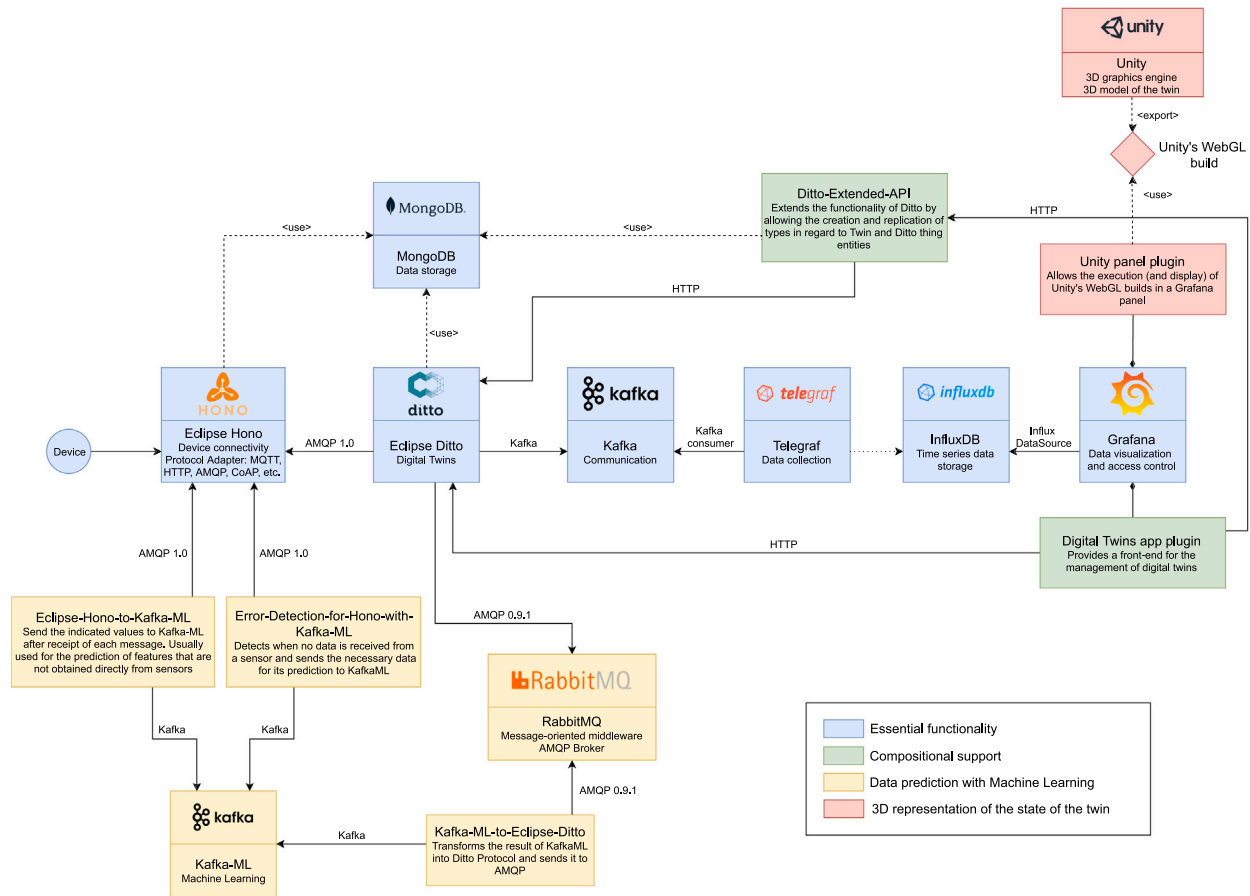 unity
Unity
3D graphics engine
3D model of the twin
<export>
Unity's WebGL
build
<use>
MongoDB.
MongoDB
Data storage
<use>
<use>
<use>
Ditto-Extended-API
Extends the functionality of Ditto by
allowing the creation and replication of
types in regard to Twin and Ditto thing
entities
HTTP
HTTP
Unity panel plugin
Allows the execution (and display) of
Unity's WebGL builds in a Grafana
panel
Device
HONO
Eclipse Hono
Device connectivity
Protocol Adapter: MQTT,
HTTP, AMQP, CoAP, etc.
AMQP 1.0
ditto
Eclipse Ditto
Digital Twins
Kafka
kafka
Kafka
Communication
Kafka
consumer
telegraf
Telegraf
Data collection
influxdb
InfluxDB
Time series data
storage
Influx
DataSource
Grafana
Data visualization
and access control
HTTP
Digital Twins app plugin
Provides a front-end for the
management of digital twins
AMQP 1.0
AMQP 1.0
Eclipse-Hono-to-Kafka-ML
Send the indicated values to Kafka-ML
after receipt of each message. Usually
used for the prediction of features that are
not obtained directly from sensors
Error-Detection-for-Hono-with-
Kafka-ML
Detects when no data is received from
a sensor and sends the necessary data
for its prediction to KafkaML
AMQP 0.9.1
RabbitMQ
RabbitMQ
Message-oriented middleware
AMQP Broker
Kafka
Kafka
AMQP 0.9.1
kafka
Kafka-ML
Machine Learning
Kafka
Kafka-ML-to-Eclipse-Ditto
Transforms the result of KafkaML
into Ditto Protocol and sends it to
AMQP
Essential functionality
Compositional support
Data prediction with Machine Learning
3D representation of the state of the twin